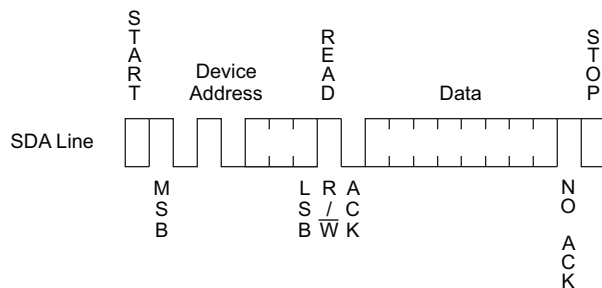 START
READ
STOP
Device
Address
Data
SDA Line
MSB
LSB
R/W
ACK
NO ACK